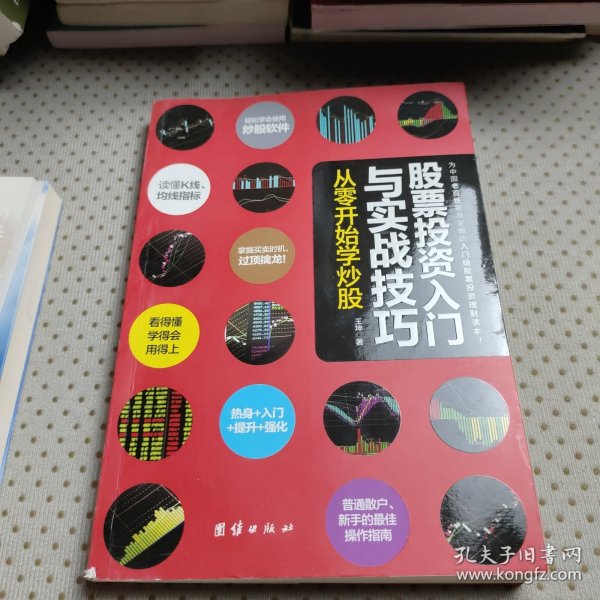 轻松学会使用
炒股软件
读懂K线、
均线指标
掌握买卖时机、
过顶擒龙!
看得懂
学得会
用得上
热身+入门
+提升+强化
普通散户、
新手的最佳
操作指南
股票投资入门
与实战技巧
从零开始学炒股
王坤 著
团结出版社
孔夫子旧书网
www.kongfz.com